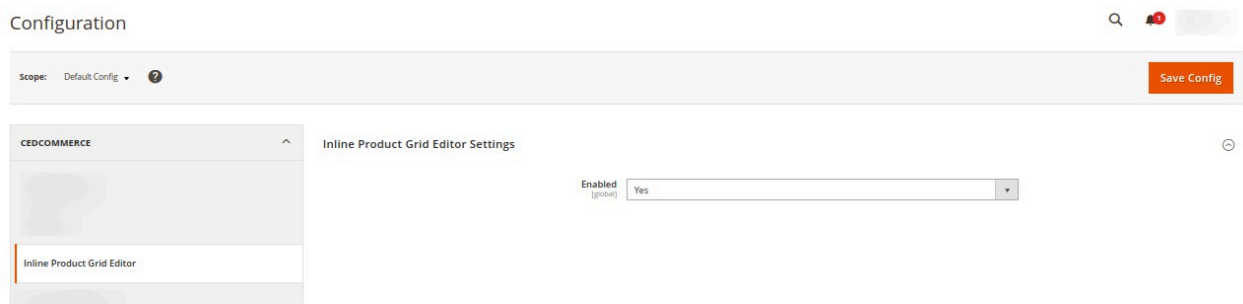 Configuration
1
Scope: Default Config ?
Save Config
CEDCOMMERCE
Inline Product Grid Editor Settings
Enabled
[global]
Yes
Inline Product Grid Editor